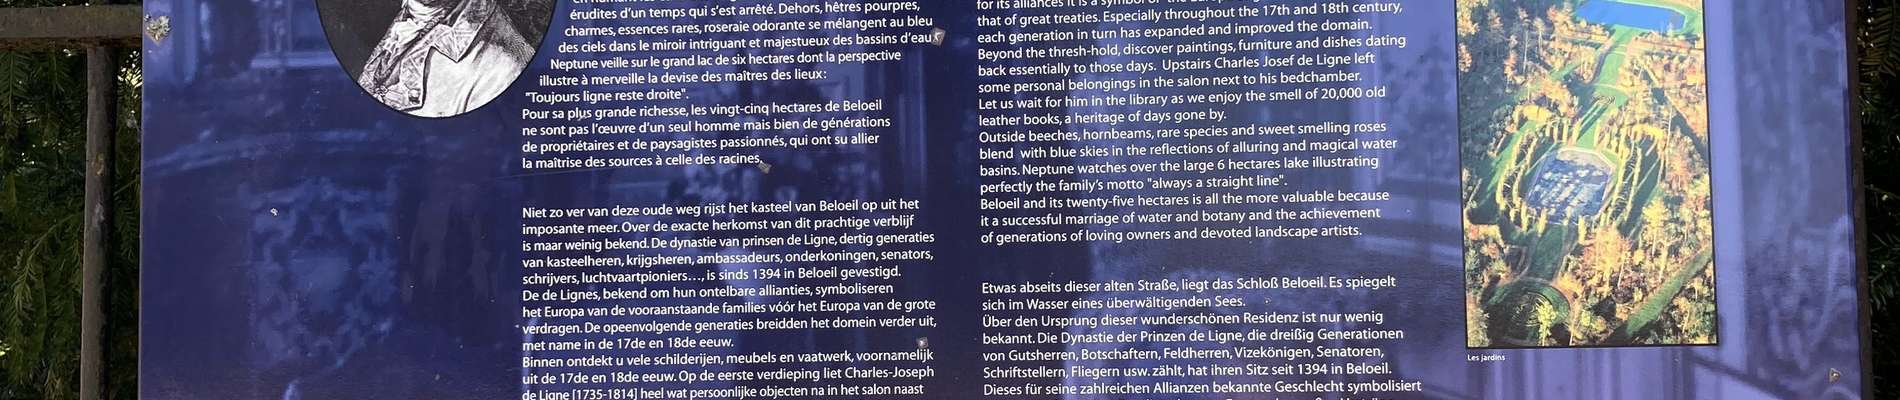 érudites d'un temps qui s'est arrêté. Dehors, hêtres pourpres,
charmes, essences rares, roseraie odorante se mélangent au bleu
des ciels dans le miroir intriguant et majestueux des bassins d'eau
Neptune veille sur le grand lac de six hectares dont la perspective
illustre à merveille la devise des maîtres des lieux:
"Toujours ligne reste droite".
Pour sa plus grande richesse, les vingt-cinq hectares de Beloeil
ne sont pas l'œuvre d'un seul homme mais bien de générations
de propriétaires et de paysagistes passionnés, qui ont su allier
la maîtrise des sources à celle des racines.
Niet zo ver van deze oude weg rijst het kasteel van Beloeil op uit het
imposante meer. Over de exacte herkomst van dit prachtige verblijf
is maar weinig bekend. De dynastie van prinsen de Ligne, dertig generaties
van kasteelheren, krijgsheren, ambassadeurs, onderkoningen, senators,
schrijvers, luchtvaartpioniers..., is sinds 1394 in Beloeil gevestigd.
De de Lignes, bekend om hun ontelbare allianties, symboliseren
het Europa van de vooraanstaande families vóór het Europa van de grote
verdragen. De opeenvolgende generaties breidden het domein verder uit,
met name in de 17de en 18de eeuw.
Binnen ontdekt u vele schilderijen, meubels en vaatwerk, voornamelijk
uit de 17de en 18de eeuw. Op de eerste verdieping liet Charles-Joseph
de Ligne [1735-1814] heel wat persoonlijke objecten na in het salon naast
for its alliances it is a symbol of
that of great treaties. Especially throughout the 17th and 18th century,
each generation in turn has expanded and improved the domain.
Beyond the thresh-hold, discover paintings, furniture and dishes dating
back essentially to those days. Upstairs Charles Josef de Ligne left
some personal belongings in the salon next to his bedchamber.
Let us wait for him in the library as we enjoy the smell of 20,000 old
leather books, a heritage of days gone by.
Outside beeches, hornbeams, rare species and sweet smelling roses
blend with blue skies in the reflections of alluring and magical water
basins. Neptune watches over the large 6 hectares lake illustrating
perfectly the family's motto "always a straight line".
Beloeil and its twenty-five hectares is all the more valuable because
it a successful marriage of water and botany and the achievement
of generations of loving owners and devoted landscape artists.
Etwas abseits dieser alten Straße, liegt das Schloß Beloeil. Es spiegelt
sich im Wasser eines überwältigenden Sees.
Über den Ursprung dieser wunderschönen Residenz ist nur wenig
bekannt. Die Dynastie der Prinzen de Ligne, die dreißig Generationen
von Gutsherren, Botschaftern, Feldherren, Vizekönigen, Senatoren,
Schriftstellern, Fliegern usw. zählt, hat ihren Sitz seit 1394 in Beloeil.
Dieses für seine zahlreichen Allianzen bekannte Geschlecht symbolisiert
Les jardins